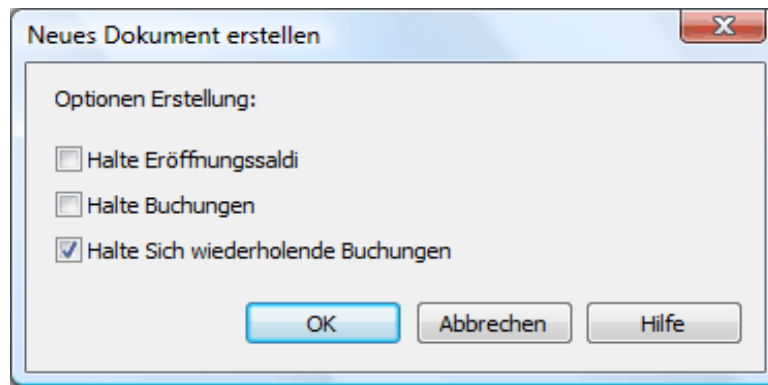 Neues Dokument erstellen
Optionen Erstellung:
Halte Eröffnungssaldi
Halte Buchungen
Halte Sich wiederholende Buchungen
OK Abbrechen Hilfe